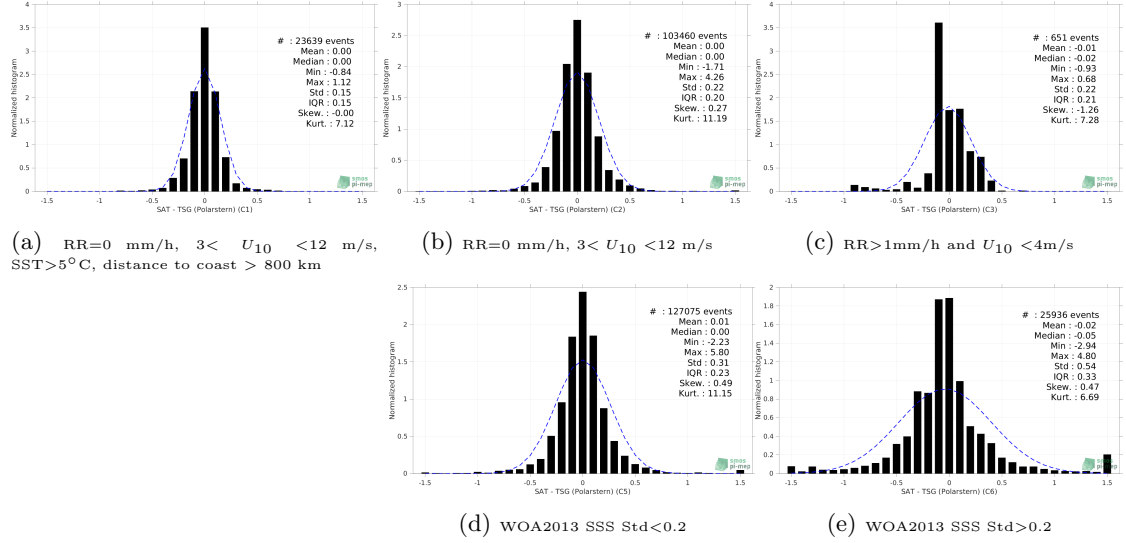 4
3.5
3
2.5
2
1.5
1
0.5
0
-1.5 -1 -0.5 0 0.5 1 1.5
Normalized histogram
SAT - TSG (Polarstern) (C1)
# : 23639 events
Mean : 0.00
Median : 0.00
Min : -0.84
Max : 1.12
Std : 0.15
IQR : 0.15
Skew. : -0.00
Kurt. : 7.12
smos
pi-mep
(a) RR=0 mm/h, 3< U10 <12 m/s,
SST>5°C, distance to coast > 800 km
3
2.5
2
1.5
1
0.5
0
-1.5 -1 -0.5 0 0.5 1 1.5
Normalized histogram
SAT - TSG (Polarstern) (C2)
# : 103460 events
Mean : 0.00
Median : 0.00
Min : -1.71
Max : 4.26
Std : 0.22
IQR : 0.20
Skew. : 0.27
Kurt. : 11.19
smos
pi-mep
(b) RR=0 mm/h, 3< U10 <12 m/s
4
3.5
3
2.5
2
1.5
1
0.5
0
-1.5 -1 -0.5 0 0.5 1 1.5
Normalized histogram
SAT - TSG (Polarstern) (C3)
# : 651 events
Mean : -0.01
Median : -0.02
Min : -0.93
Max : 0.68
Std : 0.22
IQR : 0.21
Skew. : -1.26
Kurt. : 7.28
smos
pi-mep
(c) RR>1mm/h and U10 <4m/s
2.5
2
1.5
1
0.5
0
-1.5 -1 -0.5 0 0.5 1 1.5
Normalized histogram
SAT - TSG (Polarstern) (C5)
# : 127075 events
Mean : 0.01
Median : 0.00
Min : -2.23
Max : 5.80
Std : 0.31
IQR : 0.23
Skew. : 0.49
Kurt. : 11.15
smos
pi-mep
(d) WOA2013 SSS Std<0.2
2
1.8
1.6
1.4
1.2
1
0.8
0.6
0.4
0.2
0
-1.5 -1 -0.5 0 0.5 1 1.5
Normalized histogram
SAT - TSG (Polarstern) (C6)
# : 25936 events
Mean : -0.02
Median : -0.05
Min : -2.94
Max : 4.80
Std : 0.54
IQR : 0.33
Skew. : 0.47
Kurt. : 6.69
smos
pi-mep
(e) WOA2013 SSS Std>0.2